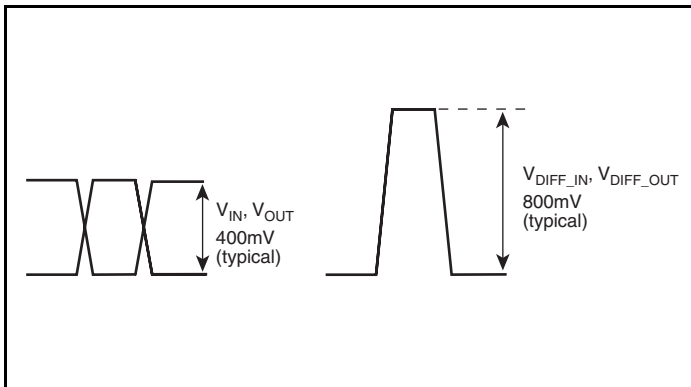 V_IN, V_OUT
400mV
(typical)
V_DIFF_IN, V_DIFF_OUT
800mV
(typical)